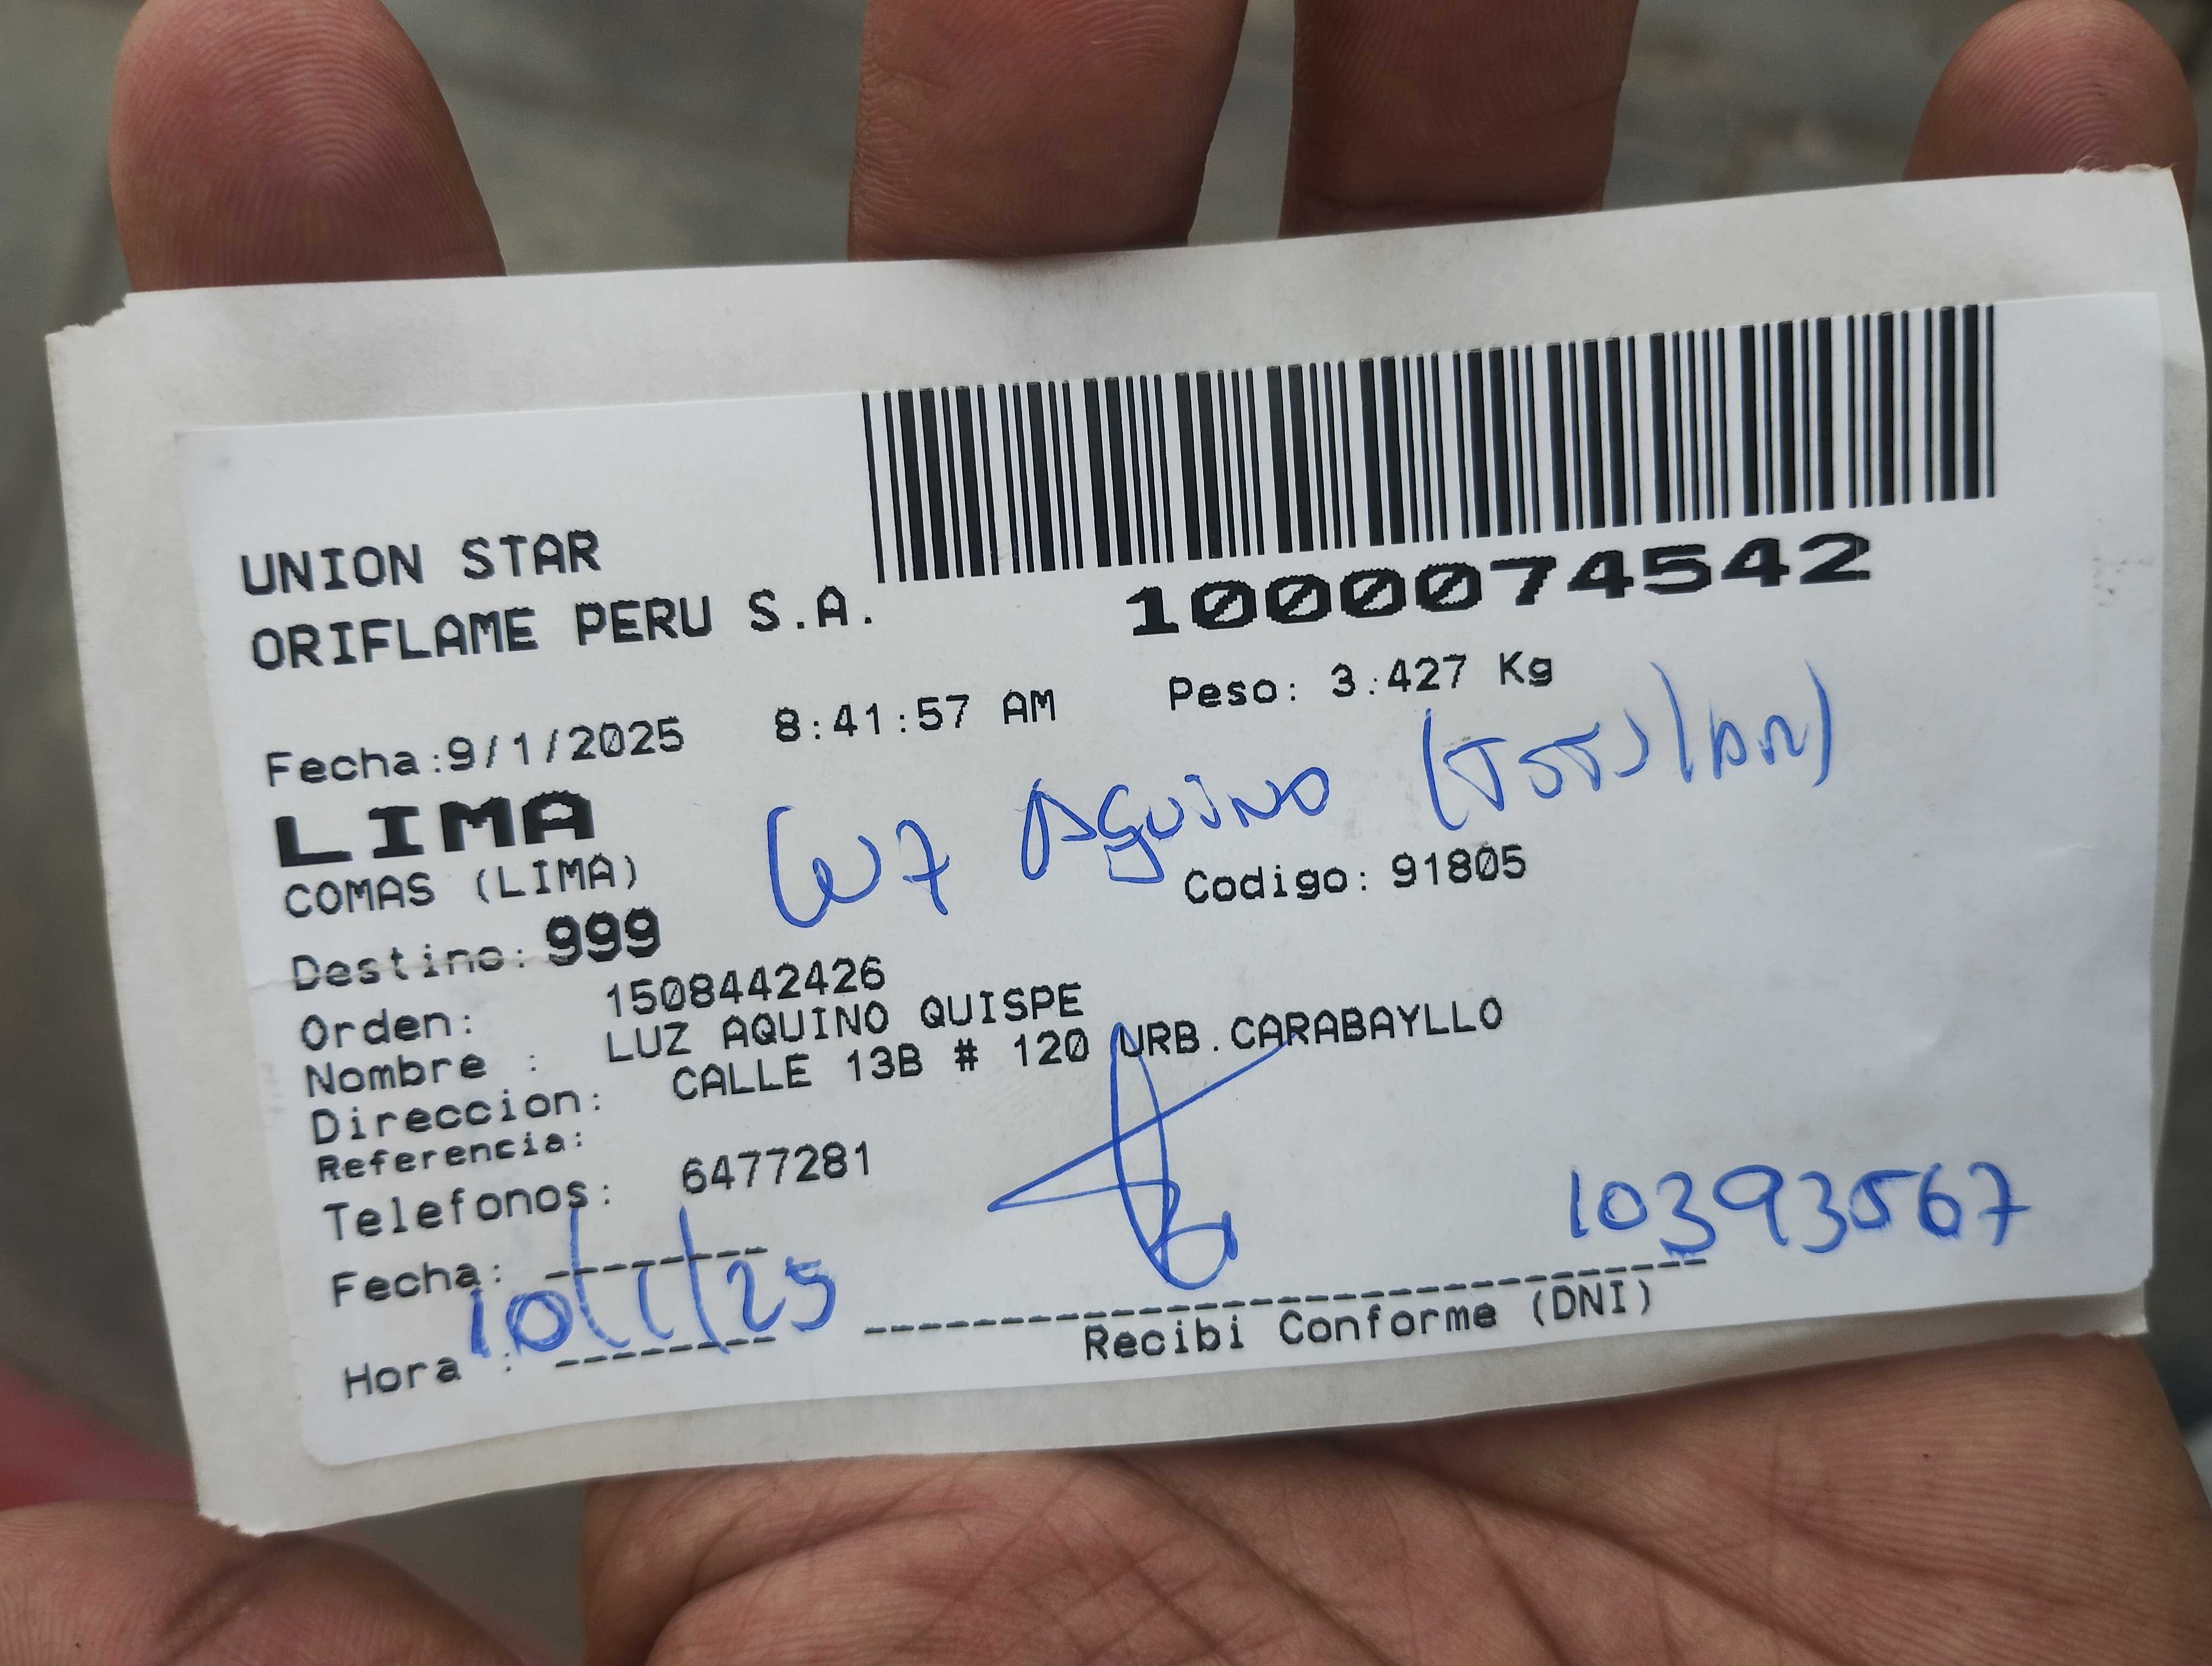 UNION STAR
ORIFLAME PERU S.A.
1000074542
Fecha:9/1/2025 8:41:57 AM Peso: 3.427 Kg
LIMA
COMAS (LIMA)
Aquino
Destino: 999 Codigo: 91805
Orden: 1508442426
Nombre : LUZ AQUINO QUISPE
Direccion: CALLE 13B # 120 URB.CARABAYLLO
Referencia:
Telefonos: 6477281
Fecha: 10/1/25
10393567
Hora :
Recibi Conforme (DNI)